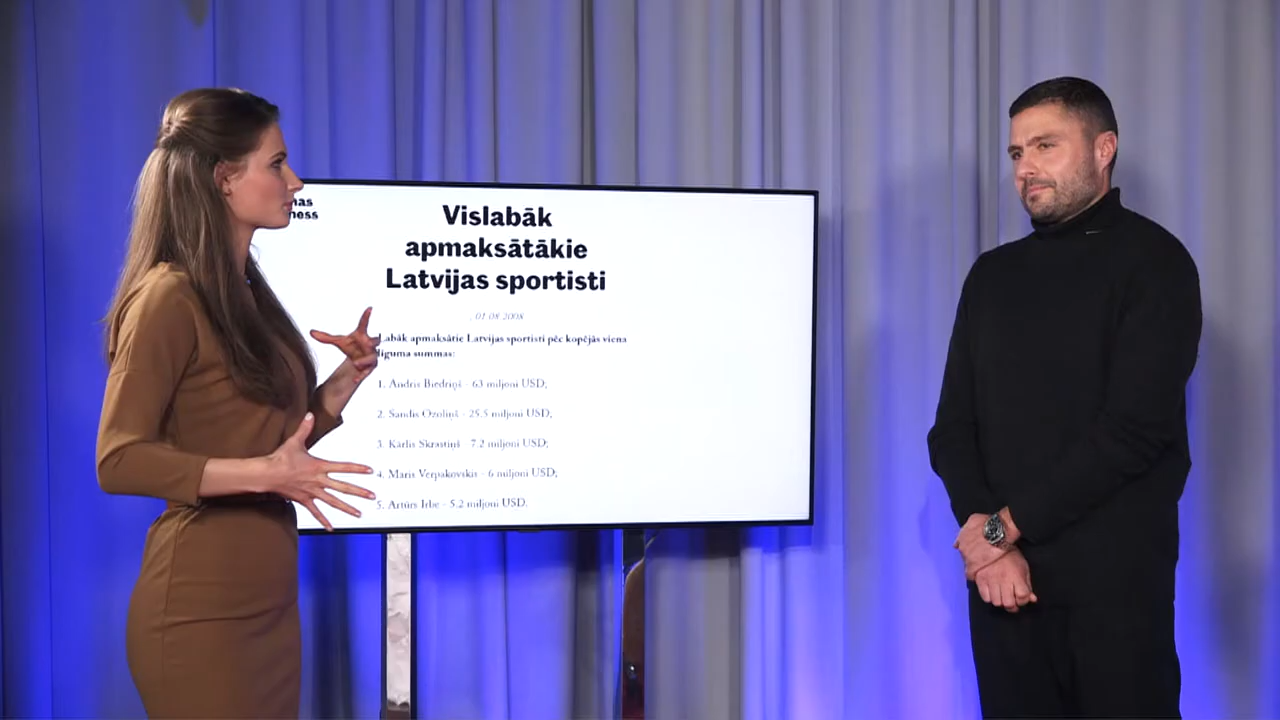 nas
ness
Vislabāk
apmaksātākie
Latvijas sportisti
, 01.08.2008
Labāk apmaksātie Latvijas sportisti pēc kopējās viena
līguma summas:
1. Andris Biedriņš - 63 miljoni USD;
2. Sandis Ozoliņš - 25.5 miljoni USD;
3. Kārlis Skrastiņš - 7.2 miljoni USD;
4. Māris Verpakovskis - 6 miljoni USD;
5. Artūrs Irbe - 5.2 miljoni USD.